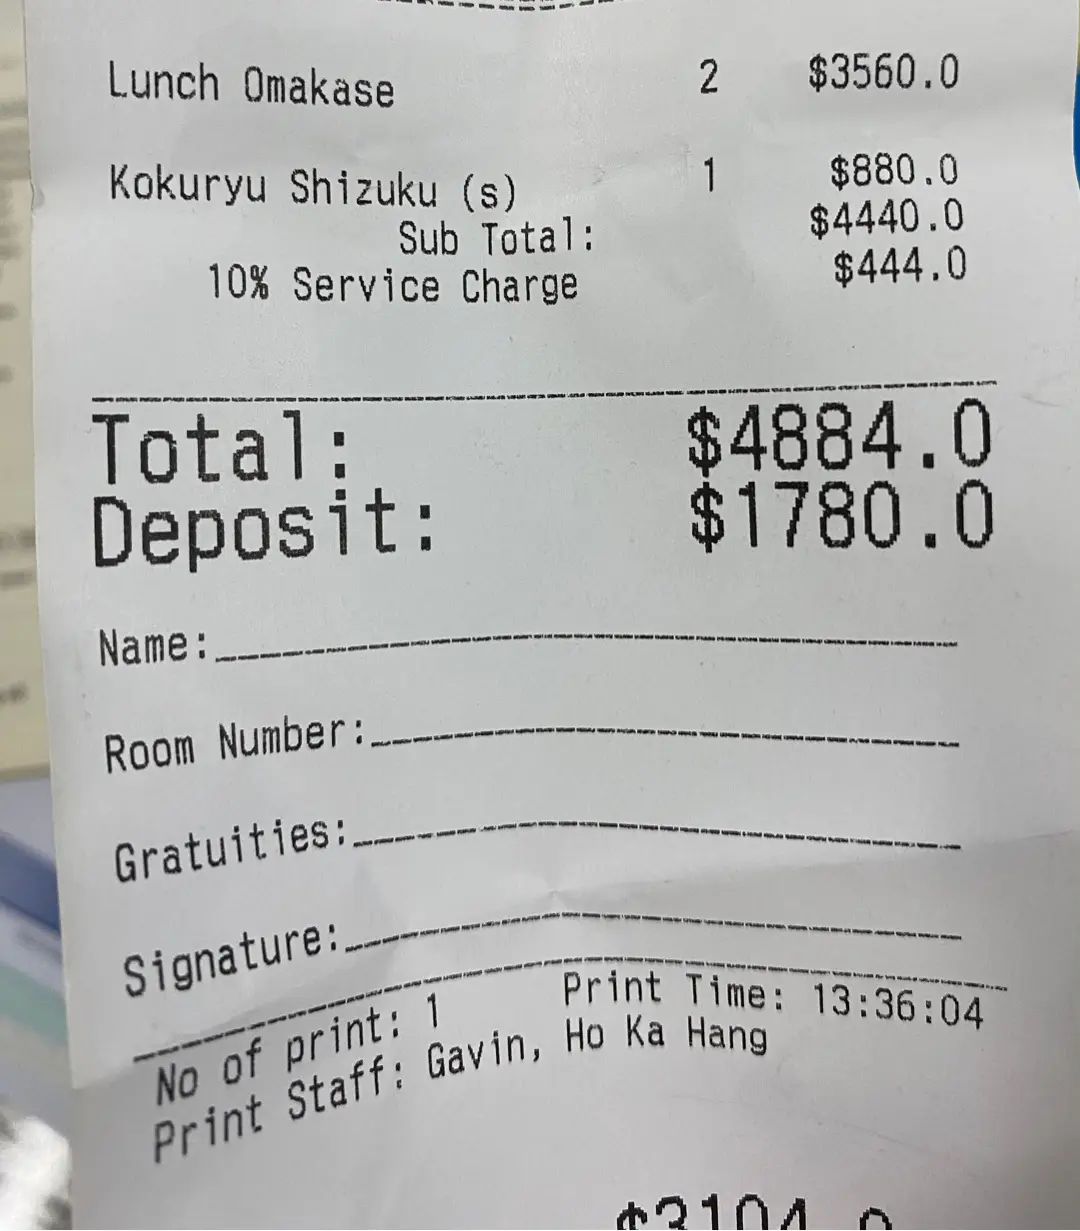 Lunch Omakase 2 $3560.0
Kokuryu Shizuku (s) 1 $880.0
Sub Total: $4440.0
10% Service Charge $444.0
Total: $4884.0
Deposit: $1780.0
Name:
Room Number:
Gratuities:
Signature:
No of print: 1 Print Time: 13:36:04
Print Staff: Gavin, Ho Ka Hang
$3104.0